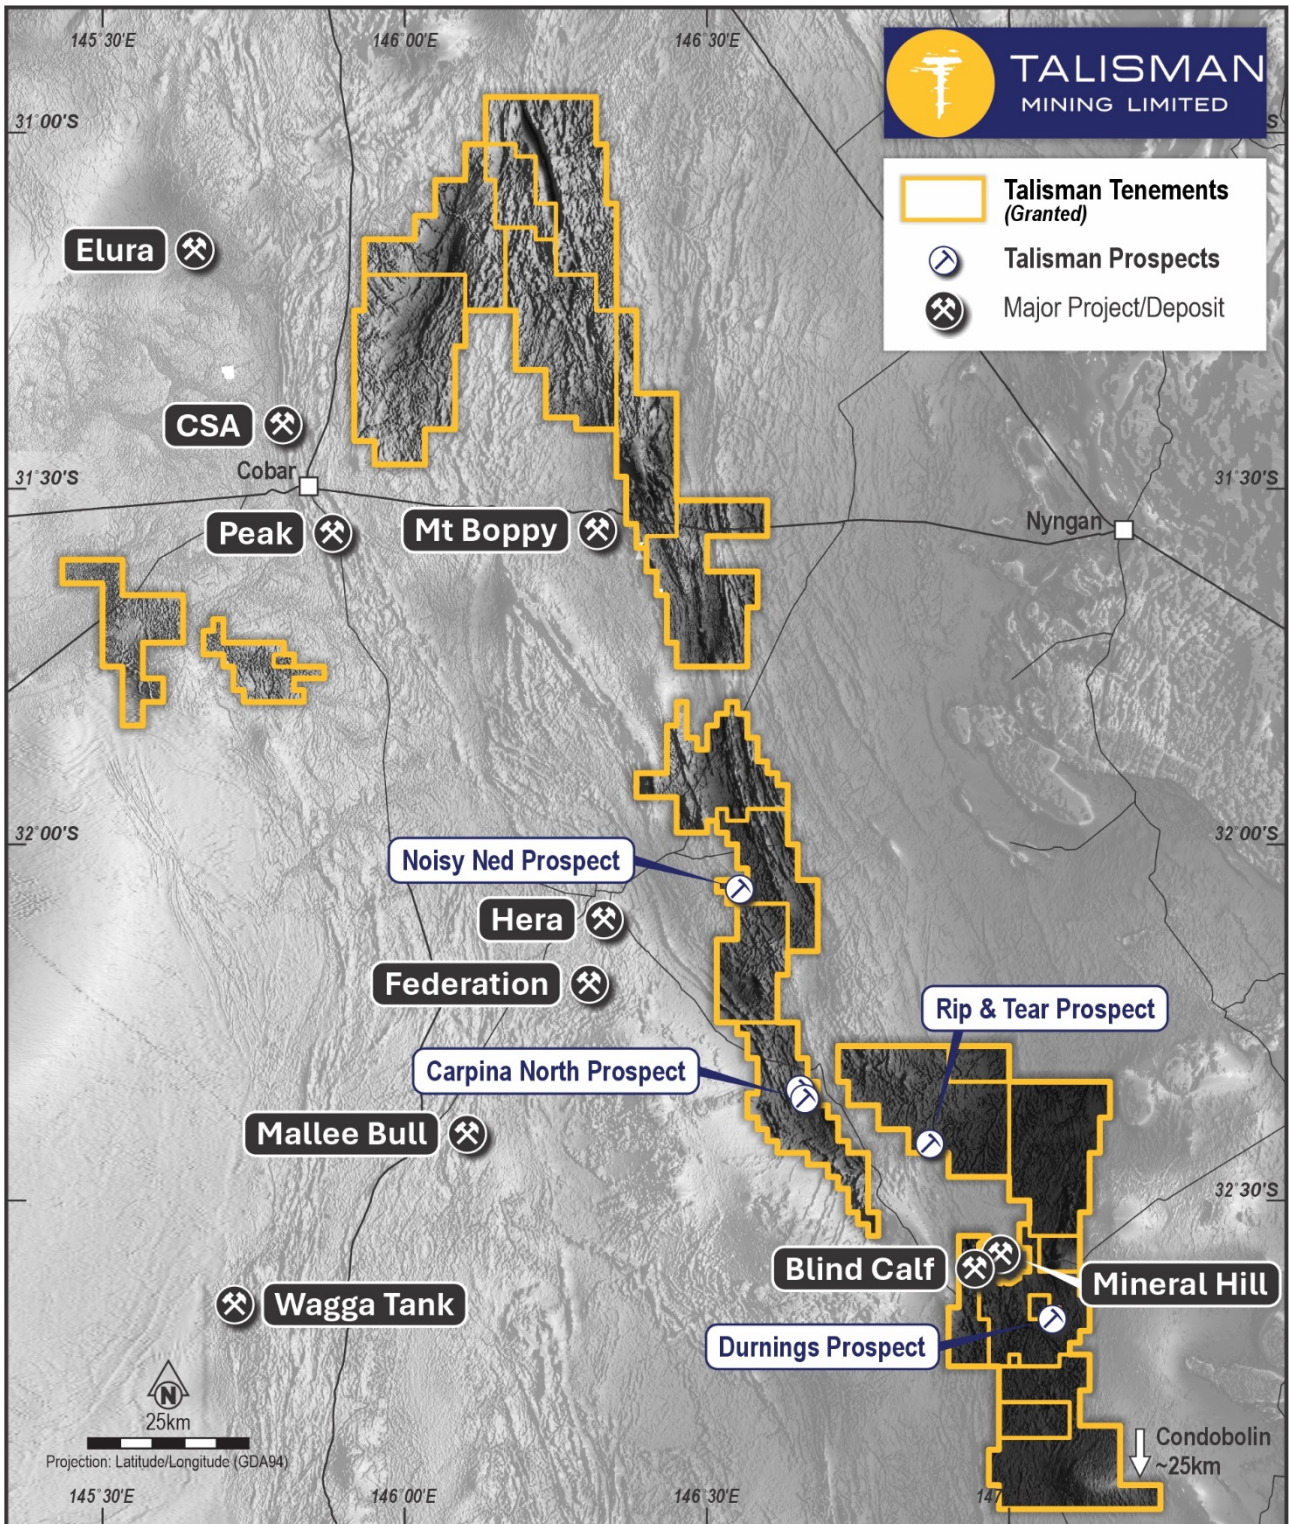 145°30'E
146°00'E
146°30'E
TALISMAN
MINING LIMITED
31°00'S
S
Talisman Tenements
(Granted)
Talisman Prospects
Major Project/Deposit
Elura
CSA
Cobar
31°30'S
31°30'S
Peak
Mt Boppy
Nyngan
32°00'S
32°00'S
Noisy Ned Prospect
Hera
Federation
Rip & Tear Prospect
Carpina North Prospect
Mallee Bull
32°30'S
Blind Calf
Mineral Hill
Wagga Tank
Durnings Prospect
N
25km
Projection: Latitude/Longitude (GDA94)
Condobolin
~25km
145°30'E
146°00'E
146°30'E
147